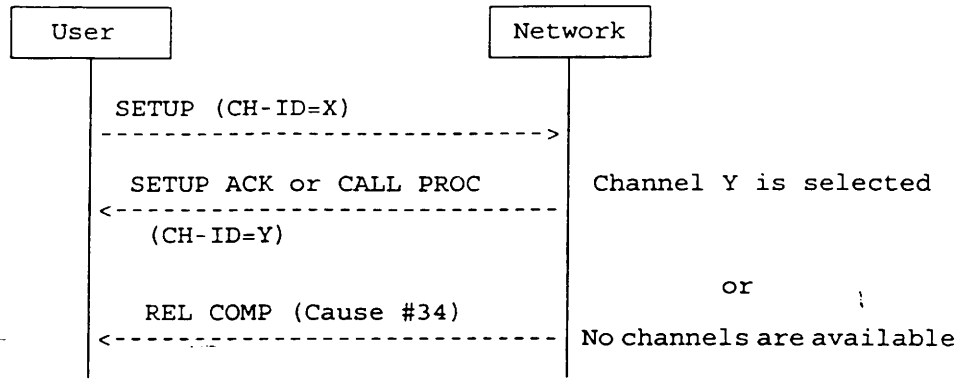 User
Network
SETUP (CH-ID=X)
SETUP ACK or CALL PROC
Channel Y is selected
(CH-ID=Y)
or
REL COMP (Cause #34)
No channels are available